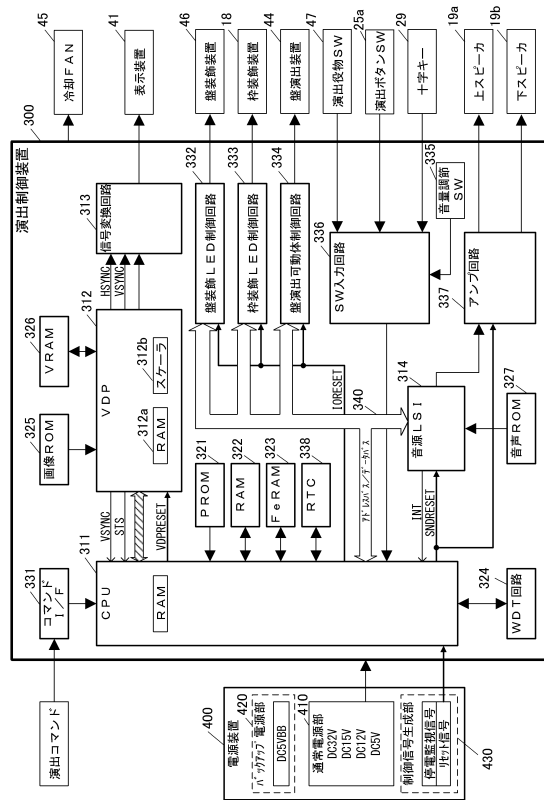 演出制御装置
300
冷却FAN
45
表示装置
41
盤装飾装置
46
枠装飾装置
18
盤演出装置
44
演出役物SW
47
演出ボタンSW
25a
十字キー
29
上スピーカ
19a
下スピーカ
19b
信号変換回路
313
HSYNC
VSYNC
盤装飾LED制御回路
332
枠装飾LED制御回路
333
盤演出可動体制御回路
334
SW入力回路
336
音量調節
SW
335
アンプ回路
337
VRAM
326
画像ROM
325
VDP
312
RAM
312a
スケーラ
312b
IORESET
340
アドレスバス/データバス
音源LSI
314
音声ROM
327
VSYNC
STS
VDPRESET
PROM
321
RAM
322
FeRAM
323
RTC
338
INT
SNDRESET
コマンド
I/F
331
CPU
311
RAM
WDT回路
324
演出コマンド
電源装置
400
バックアップ電源部
420
DC5VBB
通常電源部
410
DC32V
DC15V
DC12V
DC5V
制御信号生成部
停電監視信号
リセット信号
430